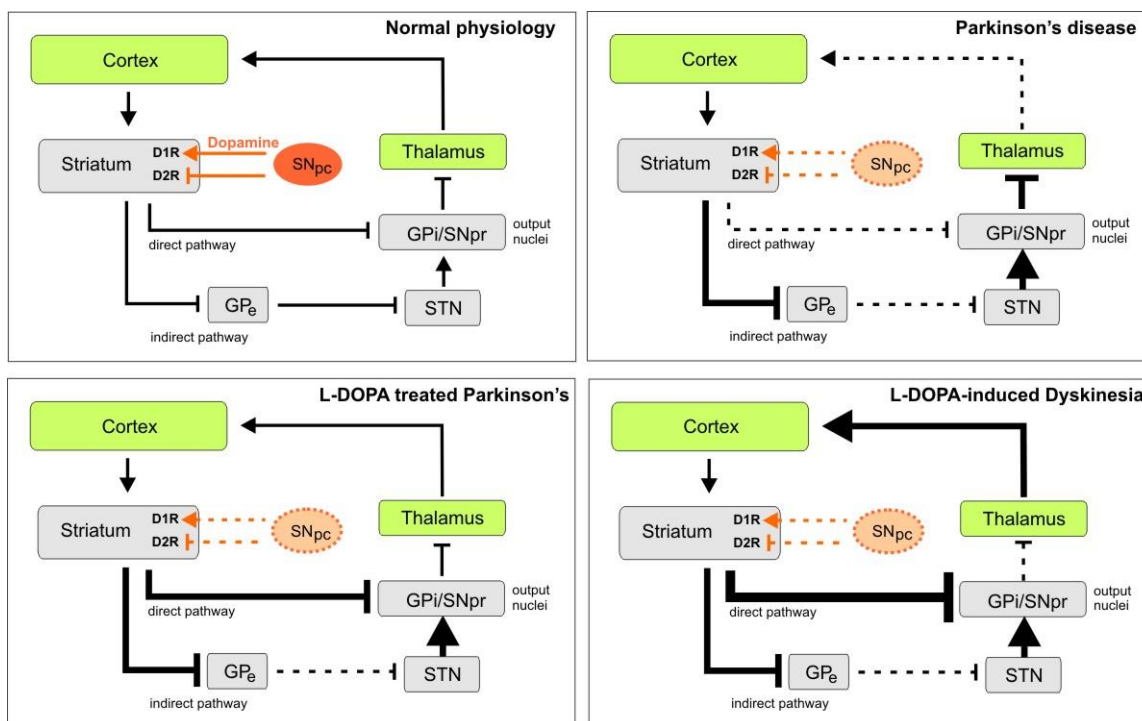 Normal physiology
Cortex
Dopamine
Striatum
D1R
D2R
SNpc
Thalamus
direct pathway
GPi/SNpr
output
nuclei
GPe
STN
indirect pathway
Parkinson's disease
Cortex
Striatum
D1R
D2R
SNpc
Thalamus
direct pathway
GPi/SNpr
output
nuclei
GPe
STN
indirect pathway
L-DOPA treated Parkinson's
Cortex
Striatum
D1R
D2R
SNpc
Thalamus
direct pathway
GPi/SNpr
output
nuclei
GPe
STN
indirect pathway
L-DOPA-induced Dyskinesia
Cortex
Striatum
D1R
D2R
SNpc
Thalamus
direct pathway
GPi/SNpr
output
nuclei
GPe
STN
indirect pathway